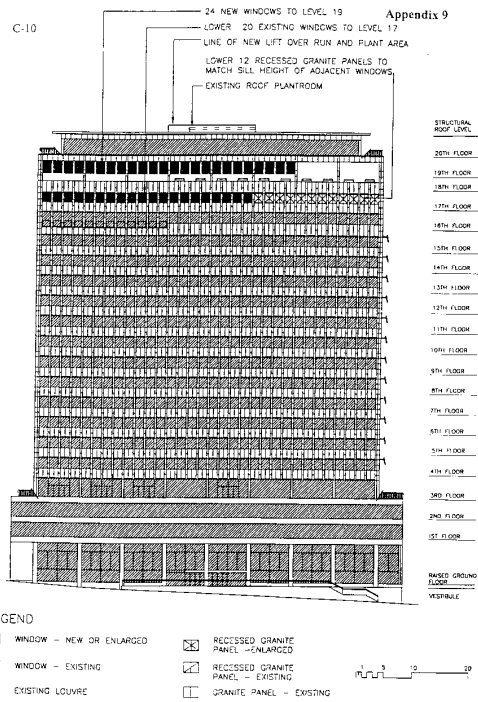 C-10
Appendix 9
24 NEW WINDOWS TO LEVEL 19
LOWER 20 EXISTING WINDOWS TO LEVEL 17
LINE OF NEW LIFT OVER RUN AND PLANT AREA
LOWER 12 RECESSED GRANITE PANELS TO
MATCH SILL HEIGHT OF ADJACENT WINDOWS
EXISTING ROOF PLANTROOM
STRUCTURAL
ROOF LEVEL
20TH FLOOR
19TH FLOOR
18TH FLOOR
17TH FLOOR
16TH FLOOR
15TH FLOOR
14TH FLOOR
13TH FLOOR
12TH FLOOR
11TH FLOOR
10TH FLOOR
9TH FLOOR
8TH FLOOR
7TH FLOOR
6TH FLOOR
5TH FLOOR
4TH FLOOR
3RD FLOOR
2ND FLOOR
1ST FLOOR
RAISED GROUND
FLOOR
VESTIBULE
GEND
WINDOW - NEW OR ENLARGED
RECESSED GRANITE
PANEL -ENLARGED
WINDOW - EXISTING
RECESSED GRANITE
PANEL - EXISTING
EXISTING LOUVRE
GRANITE PANEL - EXISTING
1 5 10 20